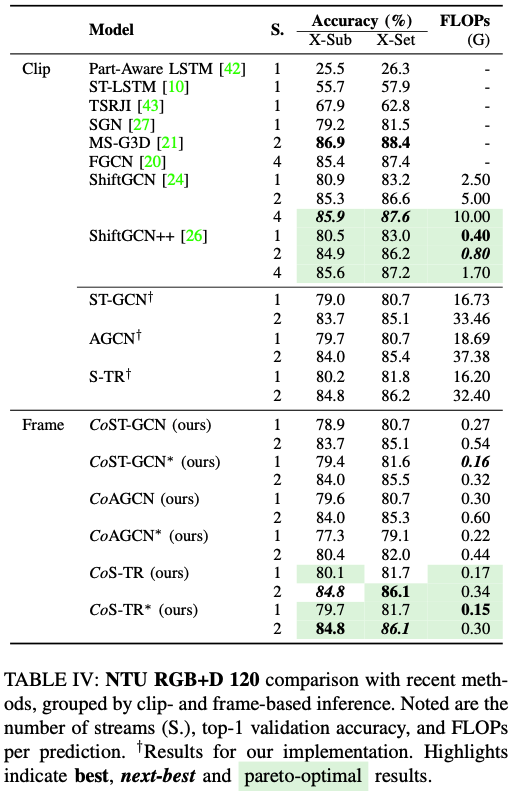 Model S. Accuracy (%) FLOPs
X-Sub X-Set (G)
Clip Part-Aware LSTM [42] 1 25.5 26.3 -
ST-LSTM [10] 1 55.7 57.9 -
TSRJI [43] 1 67.9 62.8 -
SGN [27] 1 79.2 81.5 -
MS-G3D [21] 2 86.9 88.4 -
FGCN [20] 4 85.4 87.4 -
ShiftGCN [24] 1 80.9 83.2 2.50
2 85.3 86.6 5.00
4 85.9 87.6 10.00
ShiftGCN++ [26] 1 80.5 83.0 0.40
2 84.9 86.2 0.80
4 85.6 87.2 1.70
ST-GCN† 1 79.0 80.7 16.73
2 83.7 85.1 33.46
AGCN† 1 79.7 80.7 18.69
2 84.0 85.4 37.38
S-TR† 1 80.2 81.8 16.20
2 84.8 86.2 32.40
Frame CoST-GCN (ours) 1 78.9 80.7 0.27
2 83.7 85.1 0.54
CoST-GCN* (ours) 1 79.4 81.6 0.16
2 84.0 85.5 0.32
CoAGCN (ours) 1 79.6 80.7 0.30
2 84.0 85.3 0.60
CoAGCN* (ours) 1 77.3 79.1 0.22
2 80.4 82.0 0.44
CoS-TR (ours) 1 80.1 81.7 0.17
2 84.8 86.1 0.34
CoS-TR* (ours) 1 79.7 81.7 0.15
2 84.8 86.1 0.30
TABLE IV: NTU RGB+D 120 comparison with recent meth-
ods, grouped by clip- and frame-based inference. Noted are the
number of streams (S.), top-1 validation accuracy, and FLOPs
per prediction. †Results for our implementation. Highlights
indicate best, next-best and pareto-optimal results.